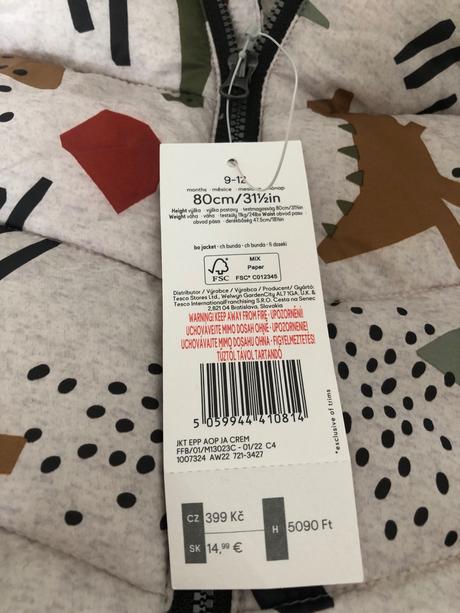 9-12
months · měsíce · mesiace · hónap
80cm/31½in
Height výška · výška postavy · testmagasság 80cm/31½in
Weight váha · váha · testsúly 11kg/24lbs Waist obvod pasu
obvod pása · derékbőség 47.5cm/18¾in
ba jacket · ch bunda · ch bunda · fi dzseki
FSC
MIX
Paper
FSC® C012345
Distributor / Výrobce / Výrobca / Producent/ Gyártó:
Tesco Stores Ltd., Welwyn GardenCity AL7 1GA, U.K. &
Tesco InternationalFranchising S.R.O. Cesta na Senec
2,821 04 Bratislava, Slovakia
WARNING! KEEP AWAY FROM FIRE · UPOZORNĚNÍ!
UCHOVÁVEJTE MIMO DOSAH OHNĚ · UPOZORNENIE!
UCHOVÁVAJTE MIMO DOSAHU OHŇA · FIGYELMEZTETÉS!
TŰZTŐL TÁVOL TARTANDÓ
5 059944 410814
*exclusive of trims
JKT EPP AOP JA CREM
FFB/01/M13023C - 01/22 C4
1007324 AW22 721-3427
CZ 399 Kč
H 5090 Ft
SK 14,99 €